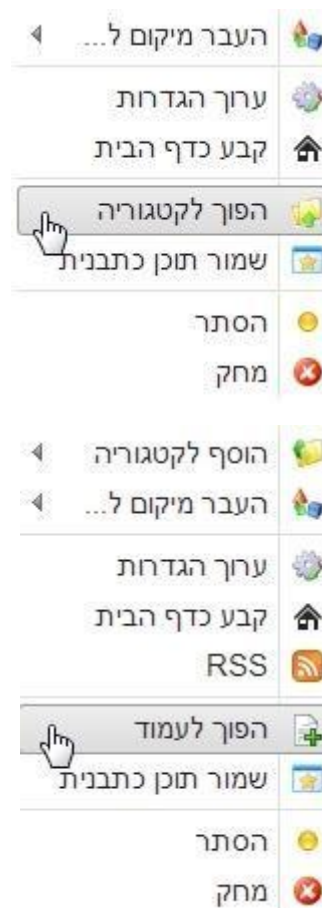 העבר מיקום ל...
ערוך הגדרות
קבע כדף הבית
הפוך לקטגוריה
שמור תוכן כתבנית
הסתר
מחק
הוסף לקטגוריה
העבר מיקום ל...
ערוך הגדרות
קבע כדף הבית
RSS
הפוך לעמוד
שמור תוכן כתבנית
הסתר
מחק